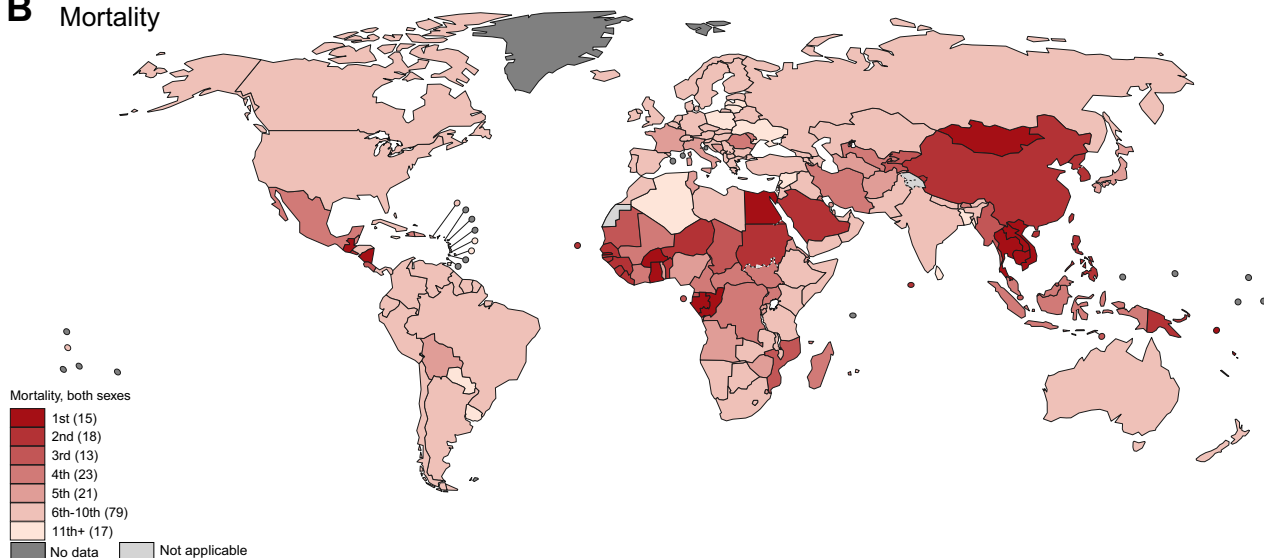 B Mortality
Mortality, both sexes
1st (15)
2nd (18)
3rd (13)
4th (23)
5th (21)
6th-10th (79)
11th+ (17)
No data Not applicable